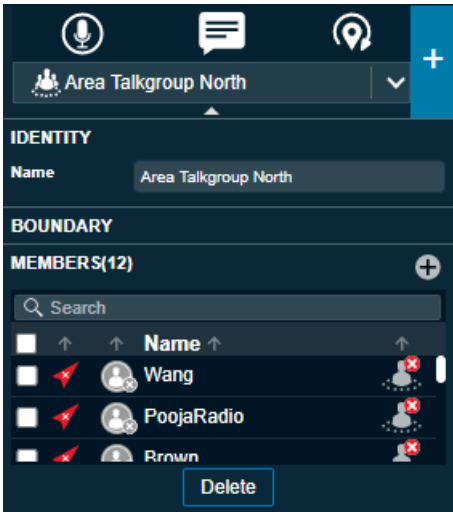 Area Talkgroup North
+
IDENTITY
Name Area Talkgroup North
BOUNDARY
MEMBERS(12)
Search
Name
Wang
PoojaRadio
Brown
Delete